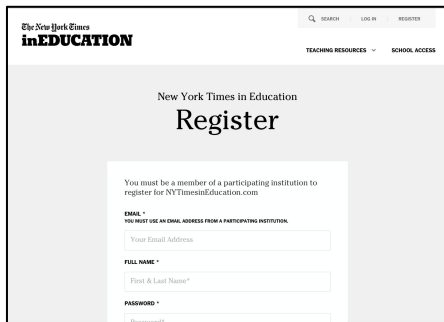 The New York Times
inEDUCATION
SEARCH LOG IN REGISTER
TEACHING RESOURCES SCHOOL ACCESS
New York Times in Education
Register
You must be a member of a participating institution to
register for NYTimesinEducation.com
EMAIL *
YOU MUST USE AN EMAIL ADDRESS FROM A PARTICIPATING INSTITUTION.
Your Email Address
FULL NAME *
First & Last Name*
PASSWORD *
Password*